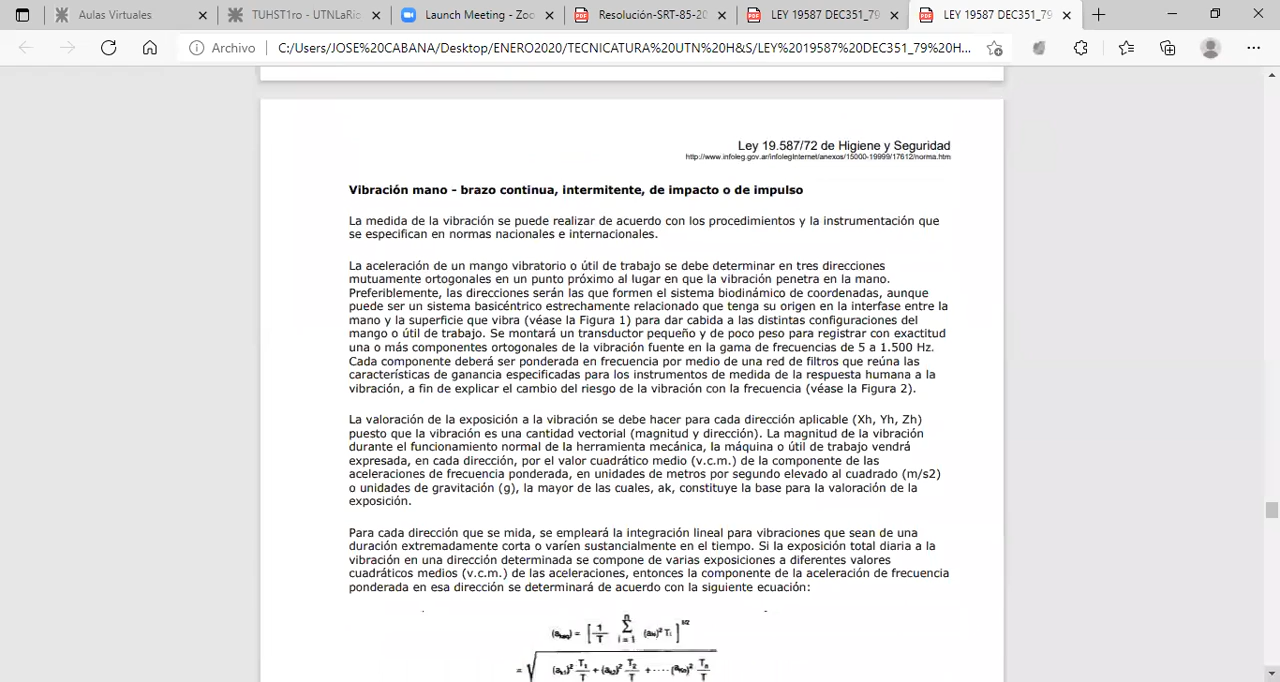 Aulas Virtuales
TUHST1ro - UTNLaRio
Launch Meeting - Zoo
Resolución-SRT-85-20
LEY 19587 DEC351_79
LEY 19587 DEC351_79
Archivo
C:/Users/JOSE%20CABANA/Desktop/ENERO2020/TECNICATURA%20UTN%20H&S/LEY%2019587%20DEC351_79%20H...
Ley 19.587/72 de Higiene y Seguridad
http://www.infoleg.gov.ar/infolegInternet/anexos/15000-19999/17612/norma.htm
Vibración mano - brazo continua, intermitente, de impacto o de impulso
La medida de la vibración se puede realizar de acuerdo con los procedimientos y la instrumentación que
se especifican en normas nacionales e internacionales.
La aceleración de un mango vibratorio o útil de trabajo se debe determinar en tres direcciones
mutuamente ortogonales en un punto próximo al lugar en que la vibración penetra en la mano.
Preferiblemente, las direcciones serán las que formen el sistema biodinámico de coordenadas, aunque
puede ser un sistema basicéntrico estrechamente relacionado que tenga su origen en la interfase entre la
mano y la superficie que vibra (véase la Figura 1) para dar cabida a las distintas configuraciones del
mango o útil de trabajo. Se montará un transductor pequeño y de poco peso para registrar con exactitud
una o más componentes ortogonales de la vibración fuente en la gama de frecuencias de 5 a 1.500 Hz.
Cada componente deberá ser ponderada en frecuencia por medio de una red de filtros que reúna las
características de ganancia especificadas para los instrumentos de medida de la respuesta humana a la
vibración, a fin de explicar el cambio del riesgo de la vibración con la frecuencia (véase la Figura 2).
La valoración de la exposición a la vibración se debe hacer para cada dirección aplicable (Xh, Yh, Zh)
puesto que la vibración es una cantidad vectorial (magnitud y dirección). La magnitud de la vibración
durante el funcionamiento normal de la herramienta mecánica, la máquina o útil de trabajo vendrá
expresada, en cada dirección, por el valor cuadrático medio (v.c.m.) de la componente de las
aceleraciones de frecuencia ponderada, en unidades de metros por segundo elevado al cuadrado (m/s2)
o unidades de gravitación (g), la mayor de las cuales, ak, constituye la base para la valoración de la
exposición.
Para cada dirección que se mida, se empleará la integración lineal para vibraciones que sean de una
duración extremadamente corta o varíen sustancialmente en el tiempo. Si la exposición total diaria a la
vibración en una dirección determinada se compone de varias exposiciones a diferentes valores
cuadráticos medios (v.c.m.) de las aceleraciones, entonces la componente de la aceleración de frecuencia
ponderada en esa dirección se determinará de acuerdo con la siguiente ecuación: